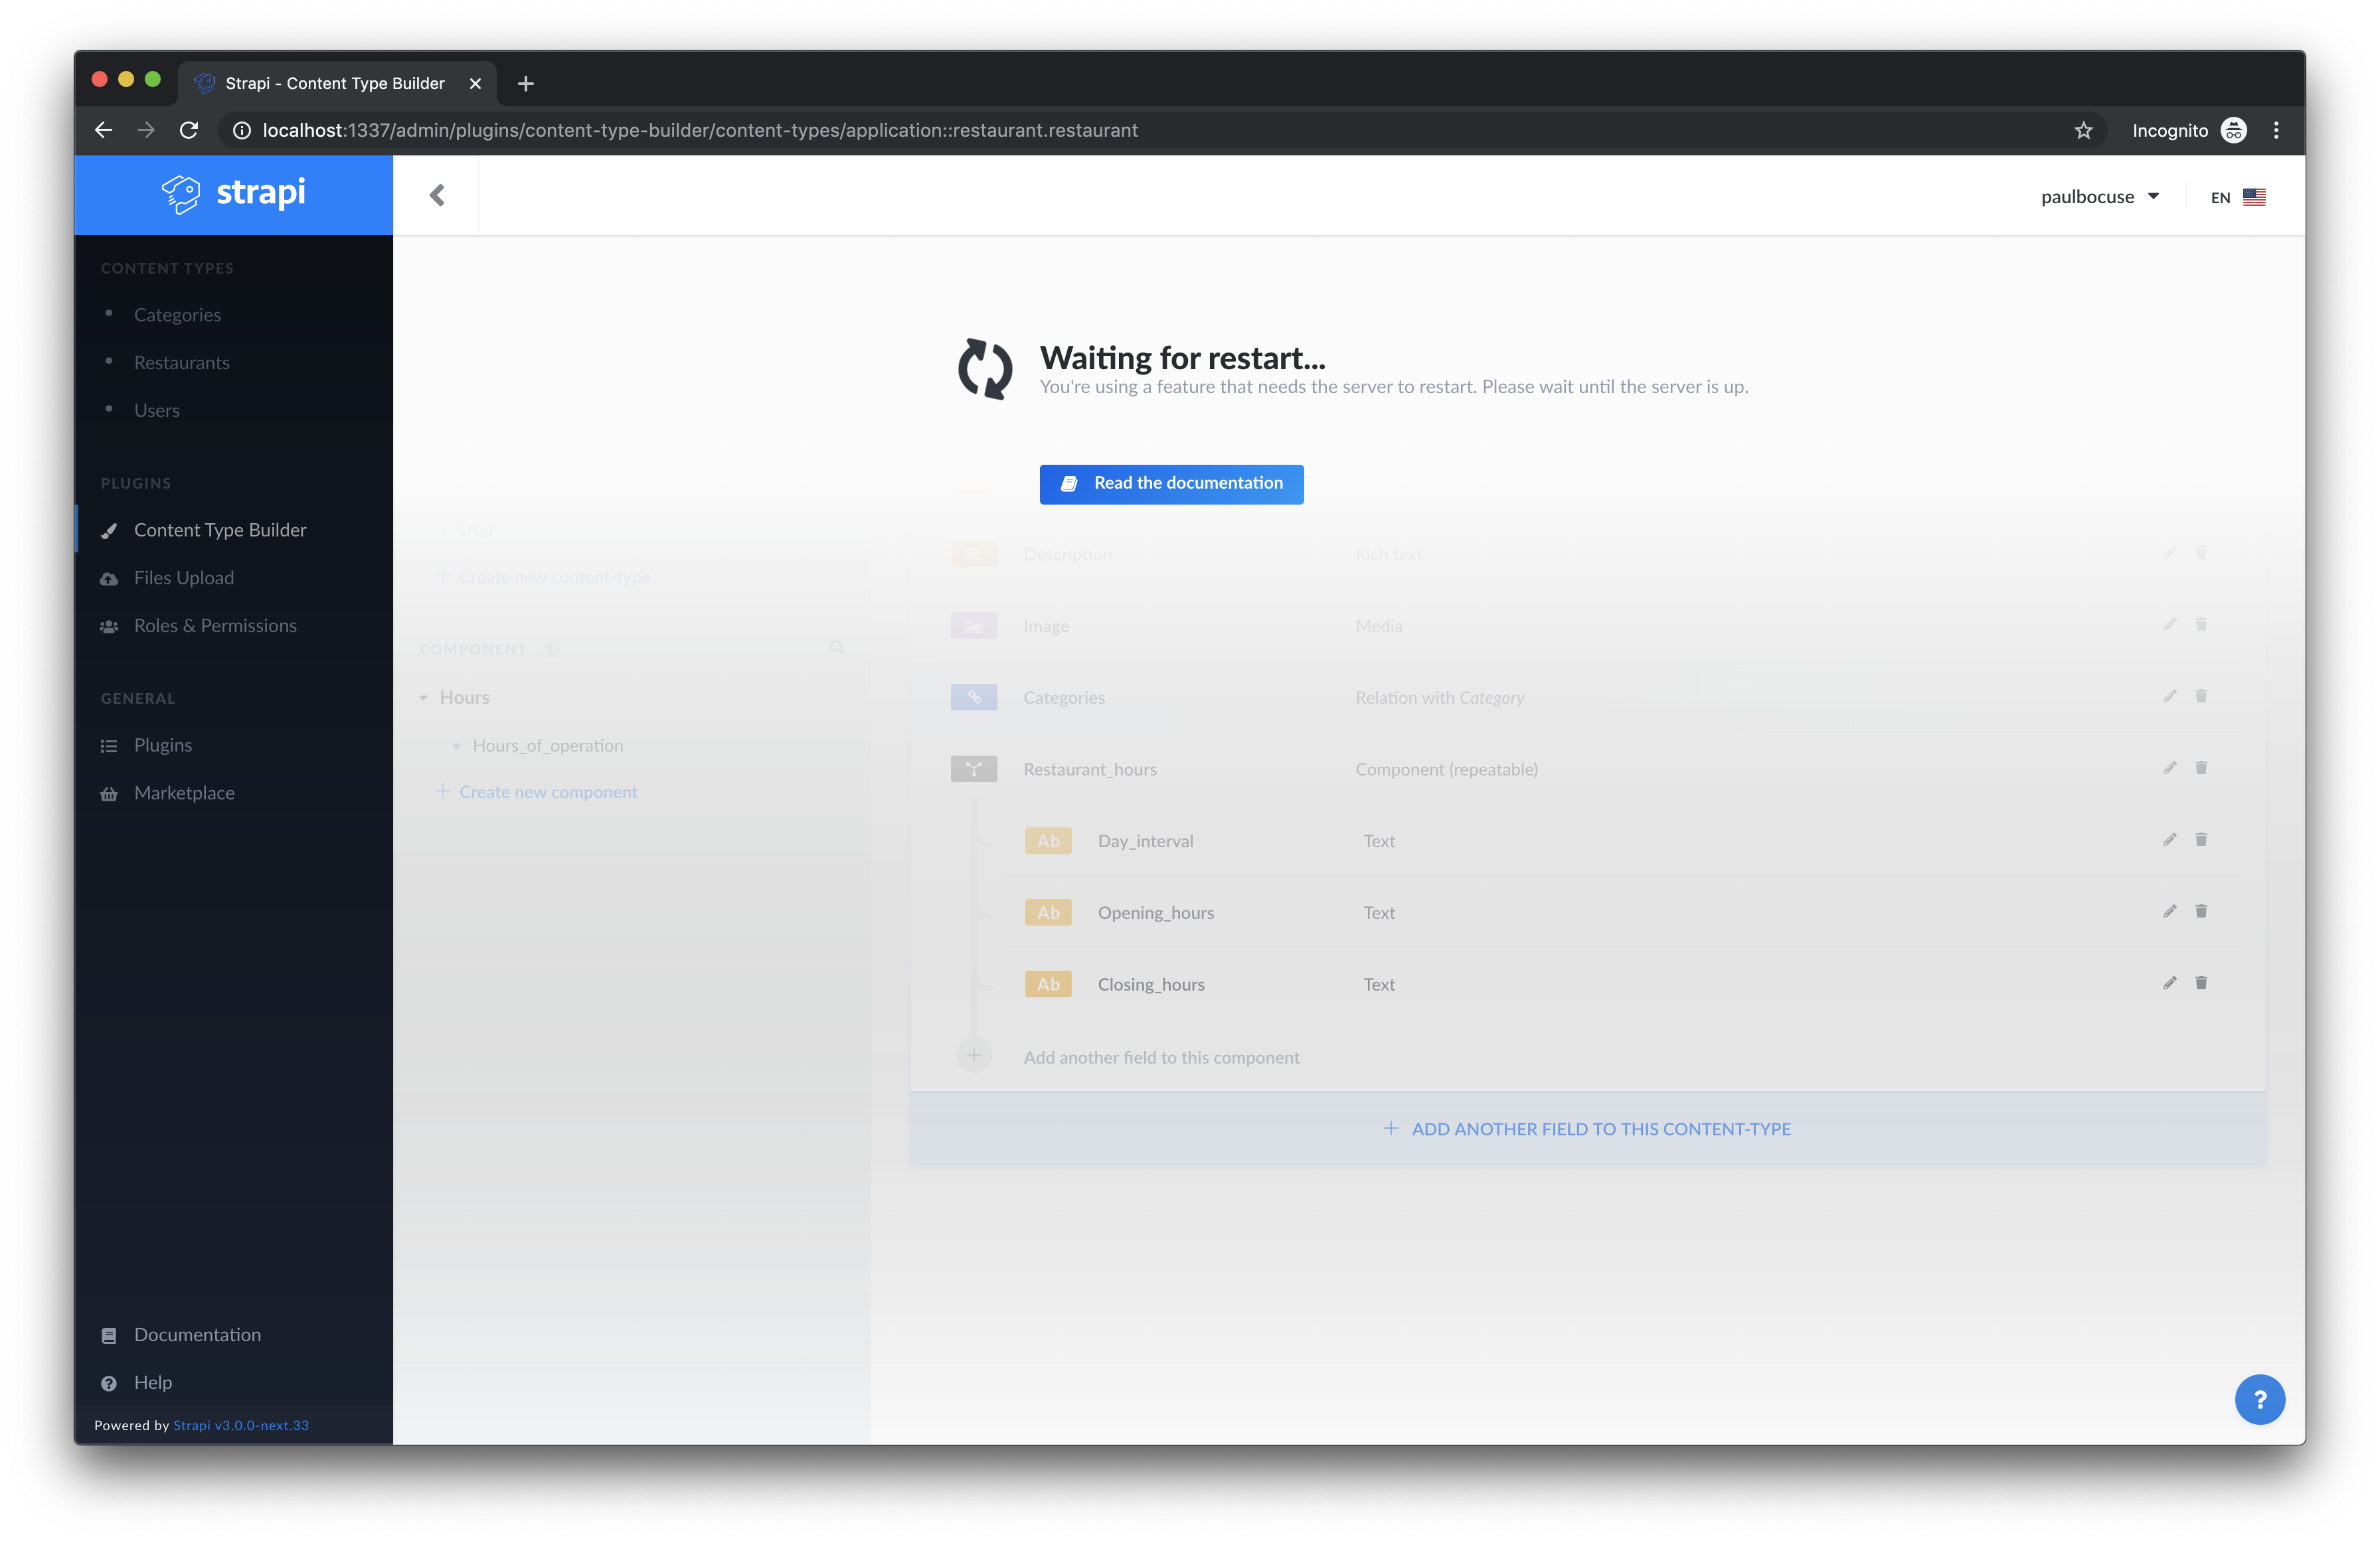 Strapi - Content Type Builder
localhost:1337/admin/plugins/content-type-builder/content-types/application::restaurant.restaurant
Incognito
strapi
paulbocuse
EN
CONTENT TYPES
Categories
Restaurants
Users
PLUGINS
Content Type Builder
Files Upload
Roles & Permissions
GENERAL
Plugins
Marketplace
Documentation
Help
Powered by Strapi v3.0.0-next.33
Waiting for restart...
You're using a feature that needs the server to restart. Please wait until the server is up.
Read the documentation
User
Create new content-type
COMPONENT 1
Hours
Hours_of_operation
Create new component
Description Rich text
Image Media
Categories Relation with Category
Restaurant_hours Component (repeatable)
Ab Day_interval Text
Ab Opening_hours Text
Ab Closing_hours Text
Add another field to this component
ADD ANOTHER FIELD TO THIS CONTENT-TYPE
?